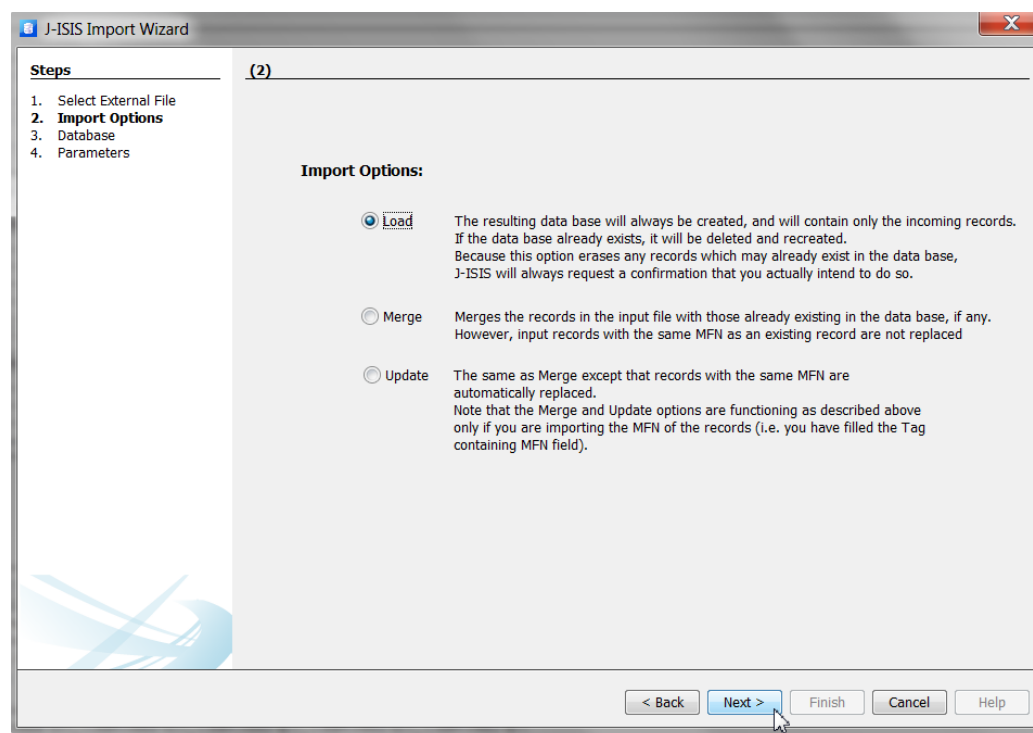 J-ISIS Import Wizard
Steps
1. Select External File
2. Import Options
3. Database
4. Parameters
(2)
Import Options:
Load
The resulting data base will always be created, and will contain only the incoming records.
If the data base already exists, it will be deleted and recreated.
Because this option erases any records which may already exist in the data base,
J-ISIS will always request a confirmation that you actually intend to do so.
Merge
Merges the records in the input file with those already existing in the data base, if any.
However, input records with the same MFN as an existing record are not replaced
Update
The same as Merge except that records with the same MFN are
automatically replaced.
Note that the Merge and Update options are functioning as described above
only if you are importing the MFN of the records (i.e. you have filled the Tag
containing MFN field).
< Back
Next >
Finish
Cancel
Help